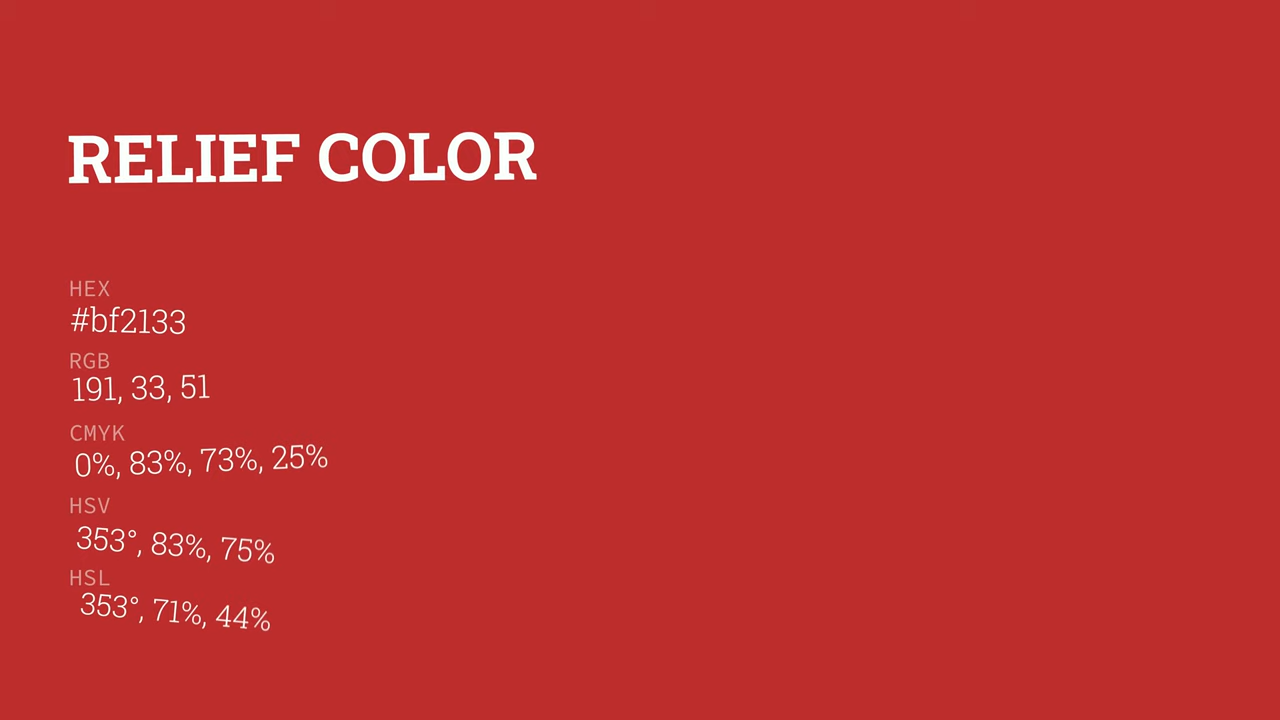 RELIEF COLOR
HEX
#bf2133
RGB
191, 33, 51
CMYK
0%, 83%, 73%, 25%
HSV
353°, 83%, 75%
HSL
353°, 71%, 44%